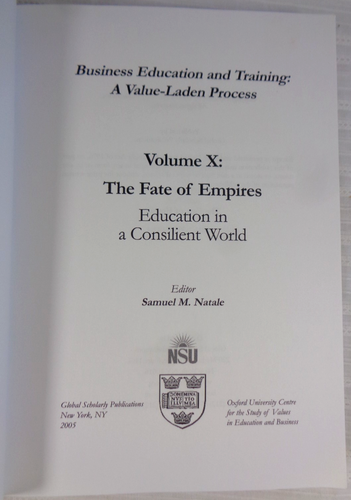 Business Education and Training:
A Value-Laden Process
Volume X:
The Fate of Empires
Education in
a Consilient World
Editor
Samuel M. Natale
NSU
Global Scholarly Publications
New York, NY
2005
Oxford University Centre
for the Study of Values
in Education and Business